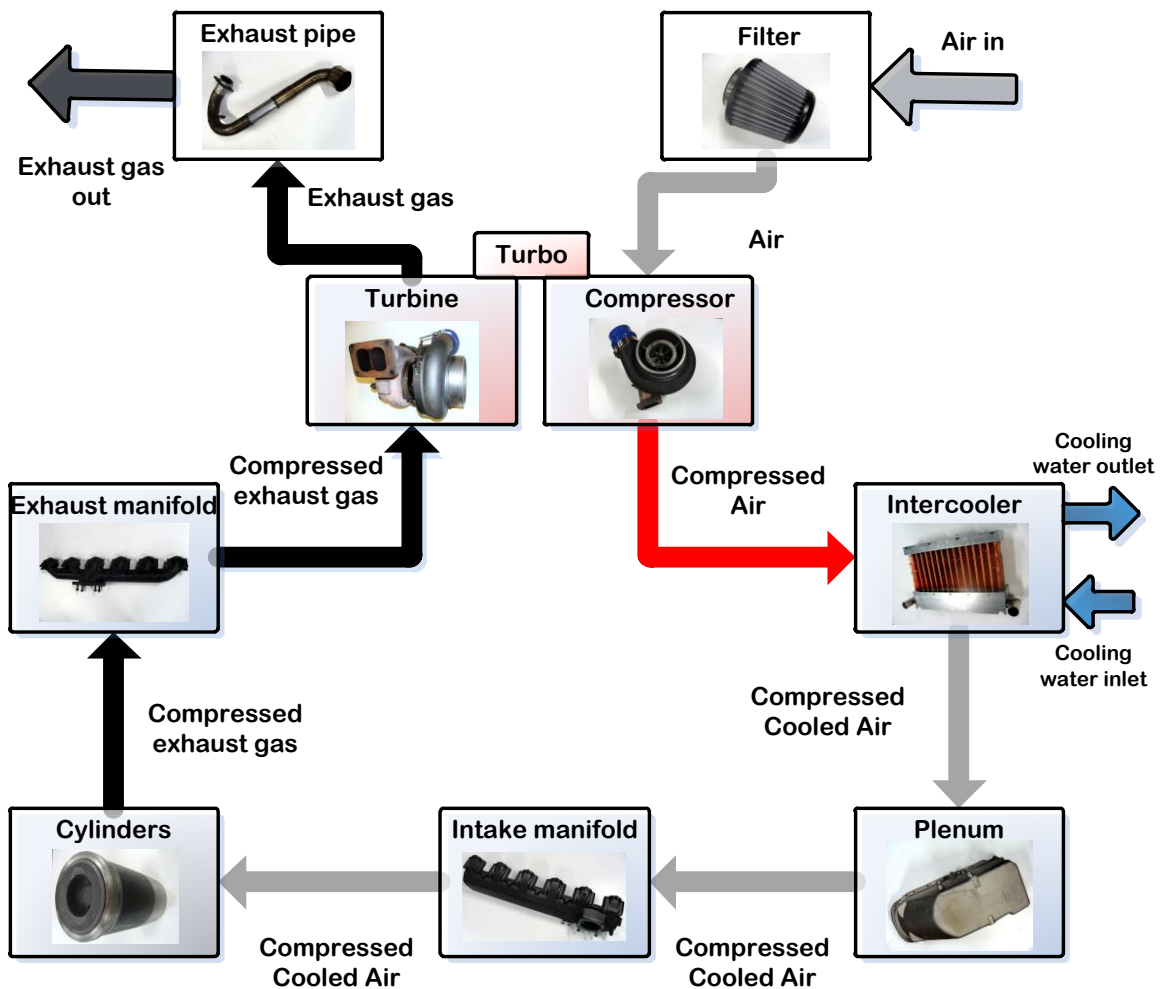 Exhaust pipe
Filter
Air in
Exhaust gas
out
Exhaust gas
Air
Turbo
Turbine
Compressor
Compressed
exhaust gas
Compressed
Air
Cooling
water outlet
Exhaust manifold
Intercooler
Cooling
water inlet
Compressed
exhaust gas
Compressed
Cooled Air
Cylinders
Intake manifold
Plenum
Compressed
Cooled Air
Compressed
Cooled Air